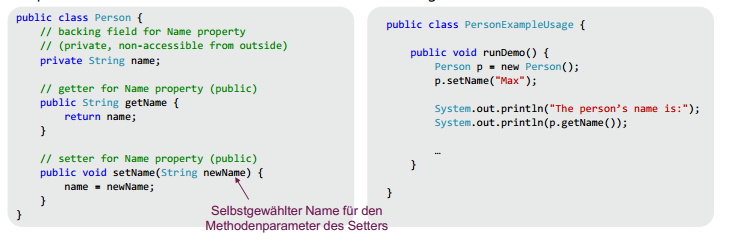 public class Person {
// backing field for Name property
// (private, non-accessible from outside)
private String name;
// getter for Name property (public)
public String getName {
return name;
}
// setter for Name property (public)
public void setName(String newName) {
name = newName;
}
}
Selbstgewählter Name für den
Methodenparameter des Setters
public class PersonExampleUsage {
public void runDemo() {
Person p = new Person();
p.setName("Max");
System.out.println("The person’s name is:");
System.out.println(p.getName());
…
}
}